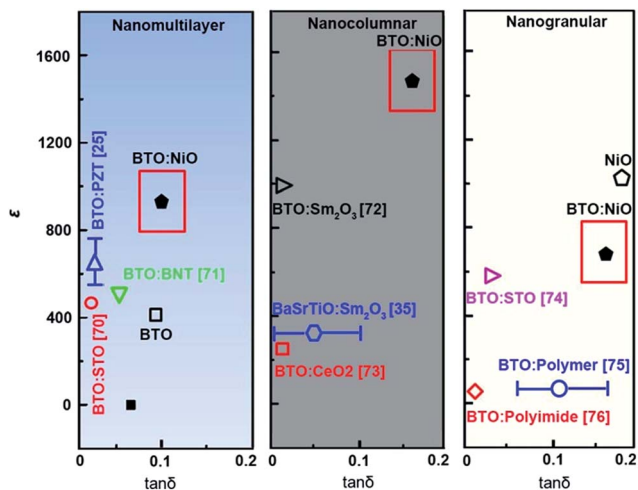 Nanomultilayer
Nanocolumnar
Nanogranular
ε
1600
1200
800
400
0
BTO:PZT [25]
BTO:STO [70]
BTO:NiO
BTO:BNT [71]
BTO
0
0.1
0.2
tanδ
BTO:NiO
BTO:Sm₂O₃ [72]
BaSrTiO:Sm₂O₃ [35]
BTO:CeO2 [73]
0
0.1
0.2
tanδ
NiO
BTO:NiO
BTO:STO [74]
BTO:Polymer [75]
BTO:Polyimide [76]
0
0.1
0.2
tanδ